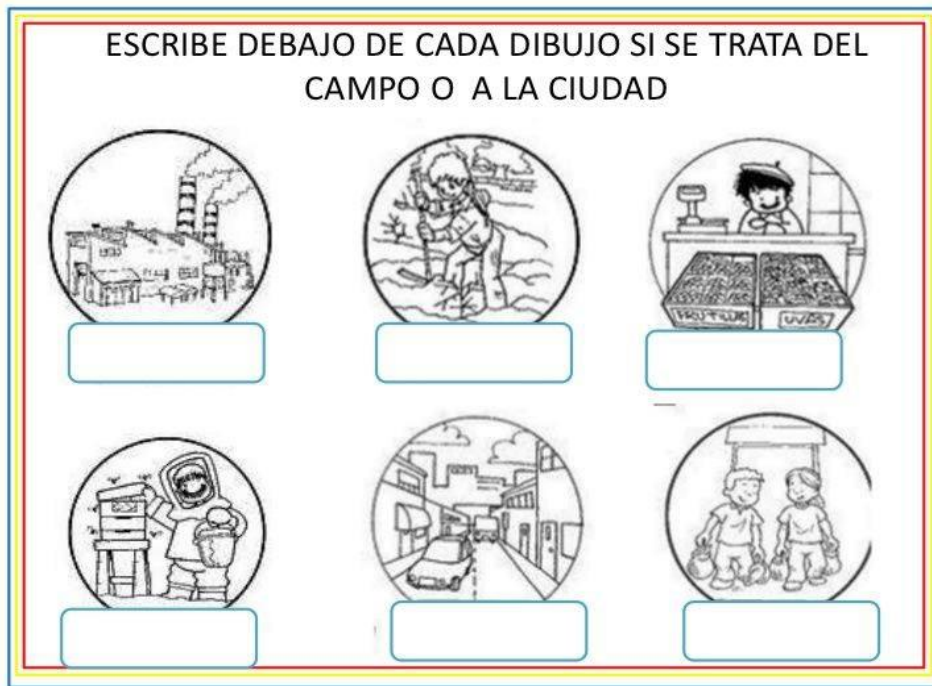 ESCRIBE DEBAJO DE CADA DIBUJO SI SE TRATA DEL
CAMPO O A LA CIUDAD
UVAS